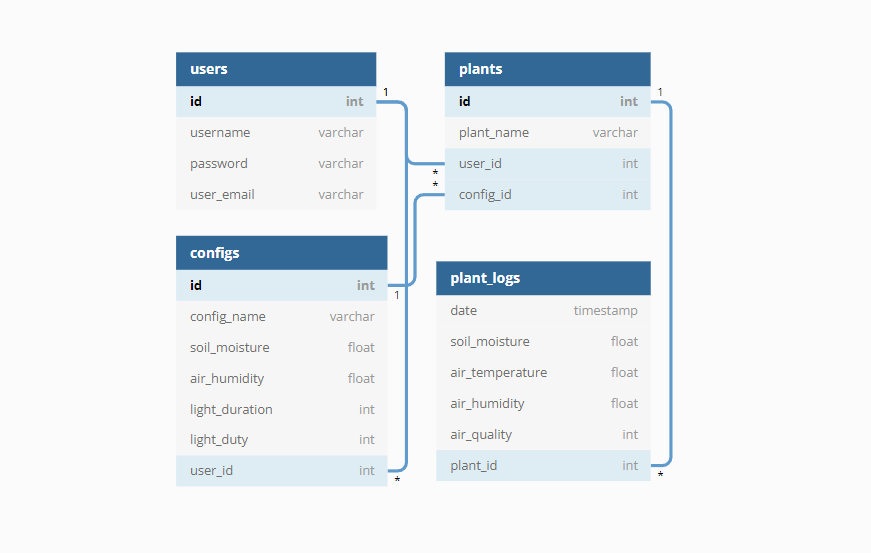 users
id int
username varchar
password varchar
user_email varchar
1
*
plants
id int
plant_name varchar
user_id int
config_id int
1
*
configs
id int
config_name varchar
soil_moisture float
air_humidity float
light_duration int
light_duty int
user_id int
1
*
plant_logs
date timestamp
soil_moisture float
air_temperature float
air_humidity float
air_quality int
plant_id int
*